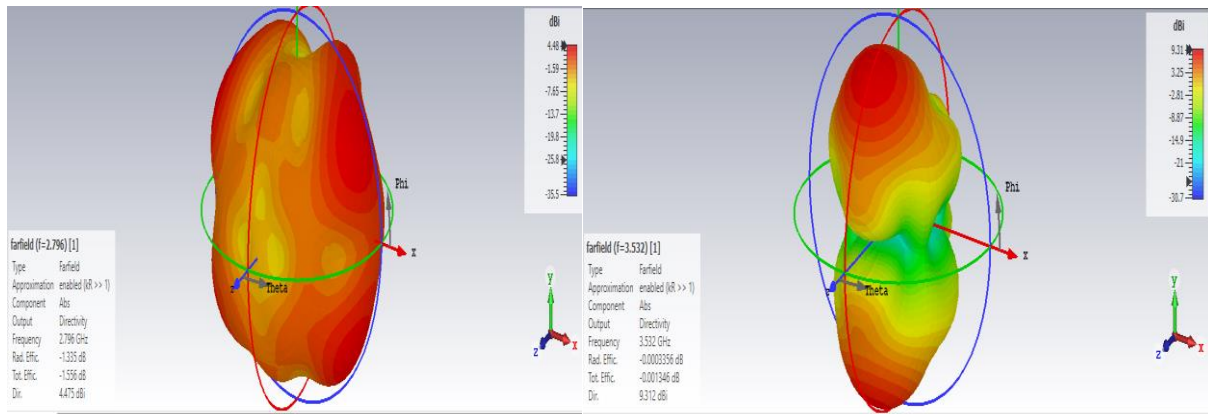 dBi
4.48
-1.59
-7.65
-13.7
-19.8
-25.8
-35.5
Phi
x
Theta
y
x
z
farfield (f=2.796) [1]
Type Farfield
Approximation enabled (kR >> 1)
Component Abs
Output Directivity
Frequency 2.796 GHz
Rad. Effic. -1.335 dB
Tot. Effic. -1.556 dB
Dir. 4.475 dBi
dBi
9.31
3.25
-2.81
-8.87
-14.9
-21
-30.7
Phi
x
Theta
y
x
z
farfield (f=3.532) [1]
Type Farfield
Approximation enabled (kR >> 1)
Component Abs
Output Directivity
Frequency 3.532 GHz
Rad. Effic. -0.0003356 dB
Tot. Effic. -0.001346 dB
Dir. 9.312 dBi